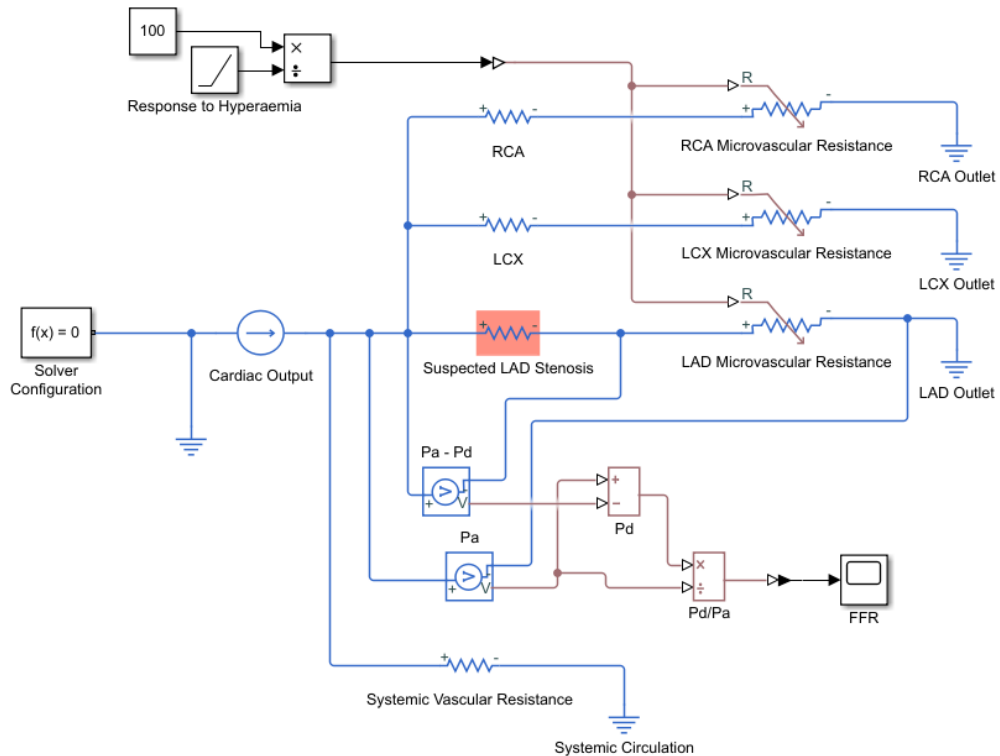 100
×
÷
Response to Hyperaemia
R
+
-
+
-
RCA
RCA Microvascular Resistance
RCA Outlet
R
+
-
+
-
LCX
LCX Microvascular Resistance
LCX Outlet
f(x) = 0
Solver
Configuration
Cardiac Output
+
-
Suspected LAD Stenosis
R
+
-
LAD Microvascular Resistance
LAD Outlet
Pa - Pd
V
+
-
V
+
-
Pd
Pa
V
+
-
V
×
÷
Pd/Pa
FFR
+
-
Systemic Vascular Resistance
Systemic Circulation